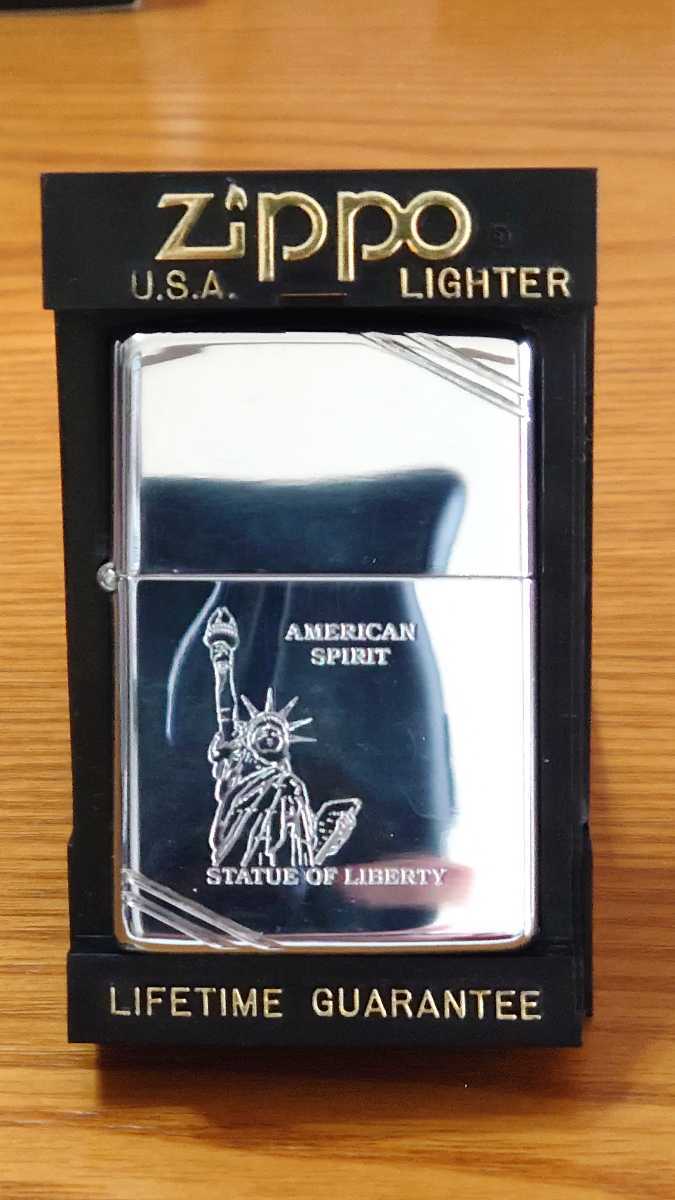 Zippo
U.S.A. LIGHTER
AMERICAN
SPIRIT
STATUE OF LIBERTY
LIFETIME GUARANTEE